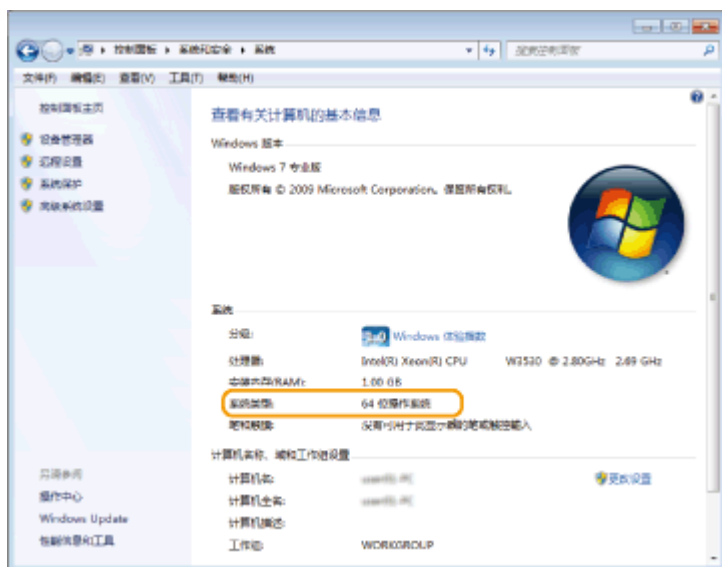 控制面板 ▸ 系统和安全 ▸ 系统
搜索控制面板
文件(F) 编辑(E) 查看(V) 工具(T) 帮助(H)
控制面板主页
设备管理器
远程设置
系统保护
高级系统设置
查看有关计算机的基本信息
Windows 版本
Windows 7 专业版
版权所有 © 2009 Microsoft Corporation。保留所有权利。
系统
分级:
Windows 体验指数
处理器: Intel(R) Xeon(R) CPU W3530 @ 2.80GHz 2.69 GHz
安装内存(RAM): 1.00 GB
系统类型: 64 位操作系统
笔和触摸: 没有可用于此显示器的笔或触控输入
计算机名称、域和工作组设置
计算机名:
更改设置
计算机全名:
计算机描述:
工作组: WORKGROUP
另请参阅
操作中心
Windows Update
性能信息和工具